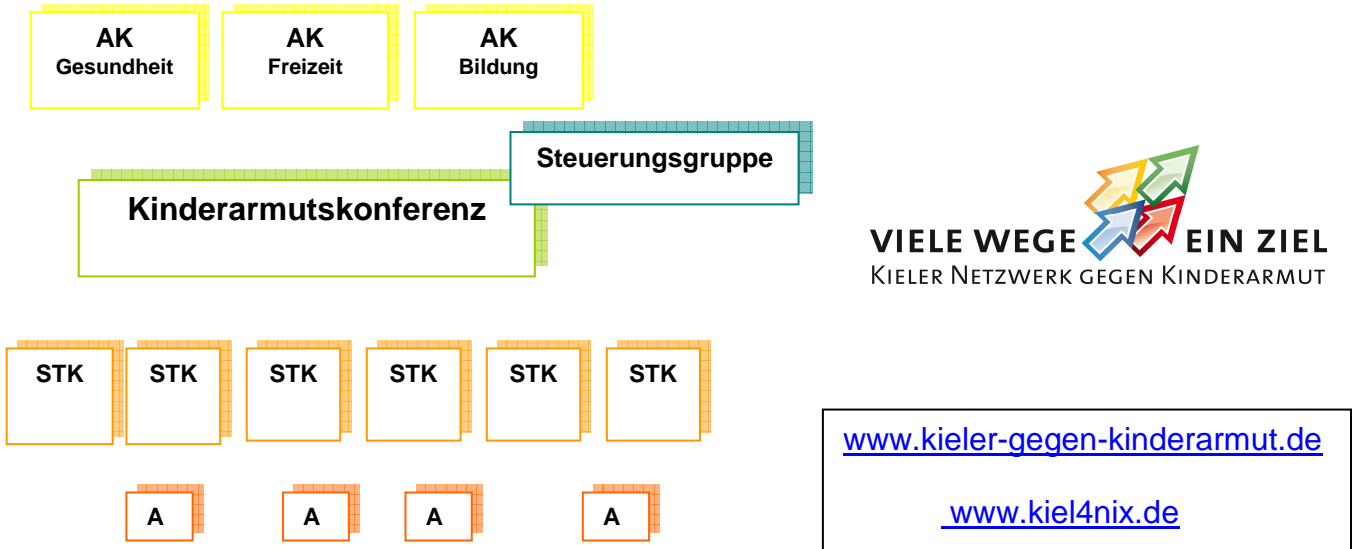 AK
Gesundheit
AK
Freizeit
AK
Bildung
Steuerungsgruppe
Kinderarmutskonferenz
VIELE WEGE EIN ZIEL
KIELER NETZWERK GEGEN KINDERARMUT
STK
STK
STK
STK
STK
STK
www.kieler-gegen-kinderarmut.de
www.kiel4nix.de
A
A
A
A